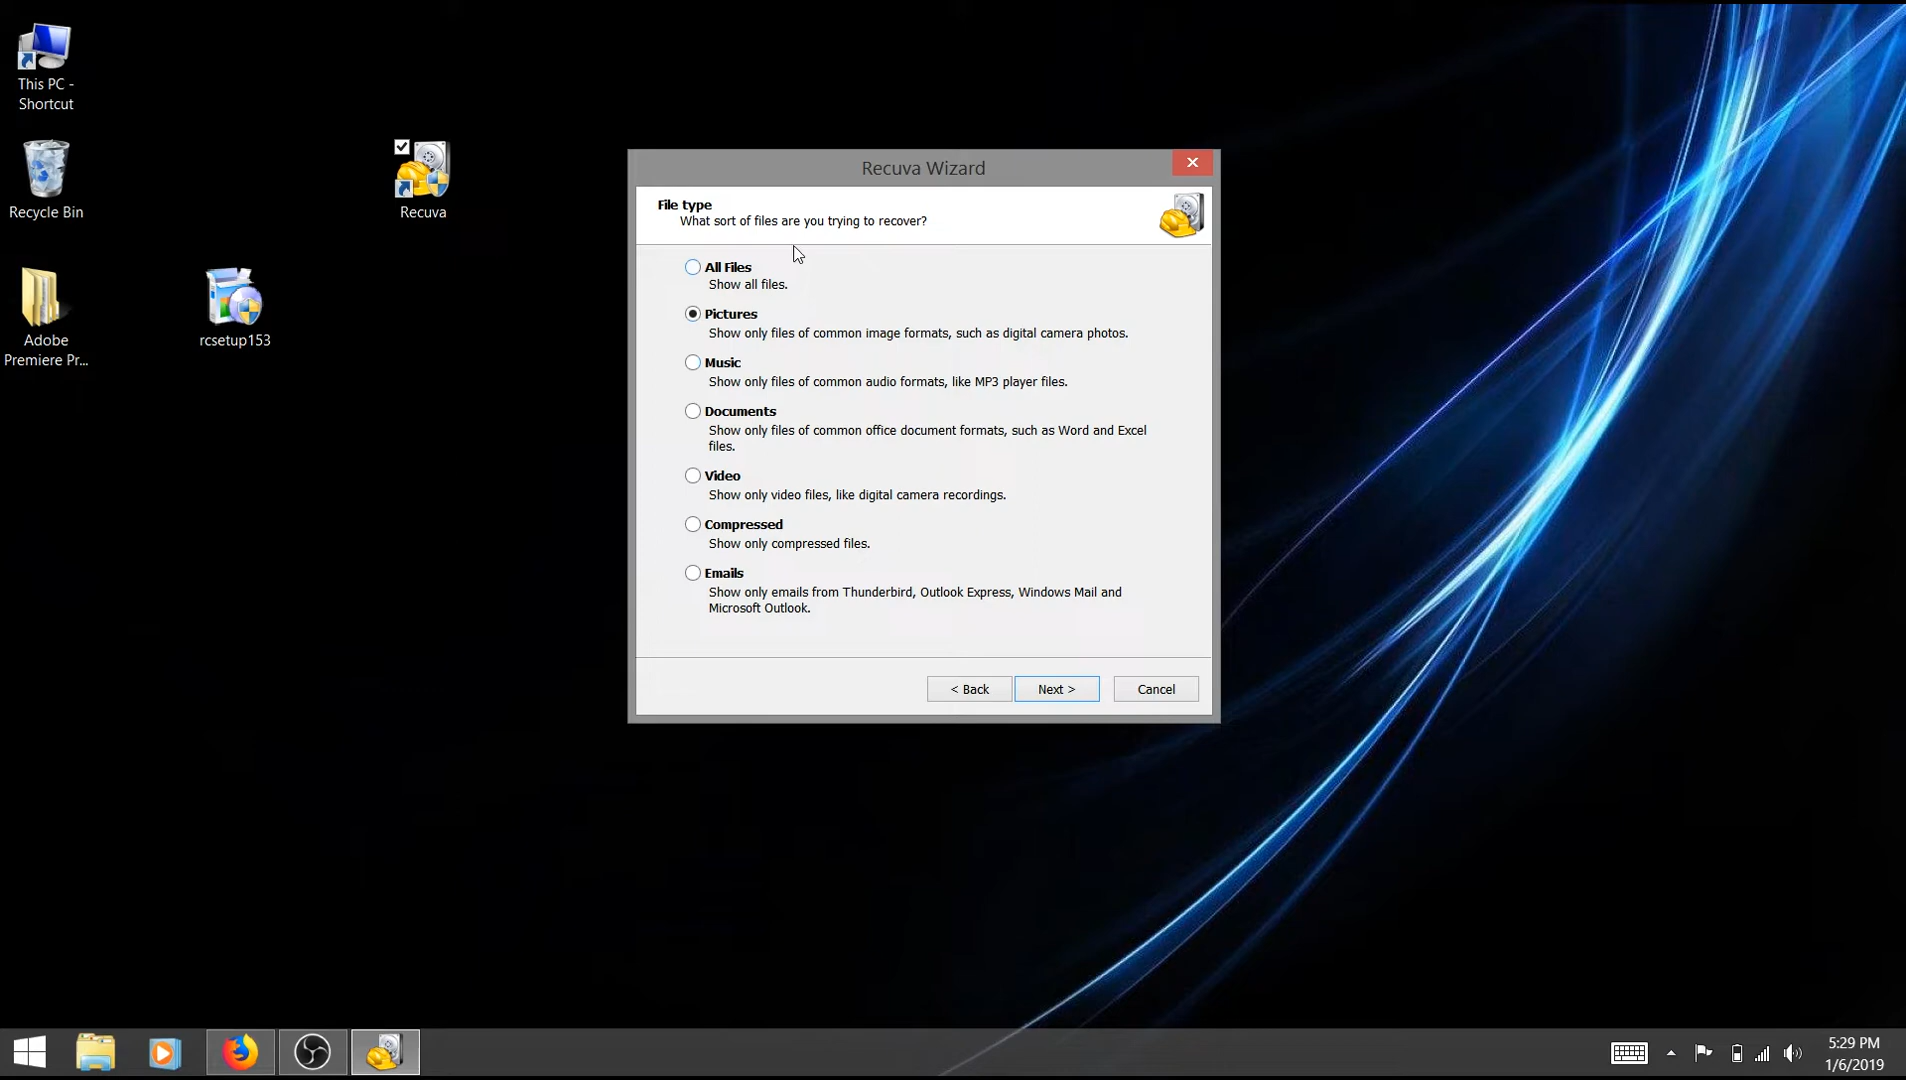 This PC -
Shortcut
Recycle Bin
Recuva
Adobe
Premiere Pr...
rcsetup153
Recuva Wizard
File type
What sort of files are you trying to recover?
All Files
Show all files.
Pictures
Show only files of common image formats, such as digital camera photos.
Music
Show only files of common audio formats, like MP3 player files.
Documents
Show only files of common office document formats, such as Word and Excel
files.
Video
Show only video files, like digital camera recordings.
Compressed
Show only compressed files.
Emails
Show only emails from Thunderbird, Outlook Express, Windows Mail and
Microsoft Outlook.
< Back
Next >
Cancel
5:29 PM
1/6/2019